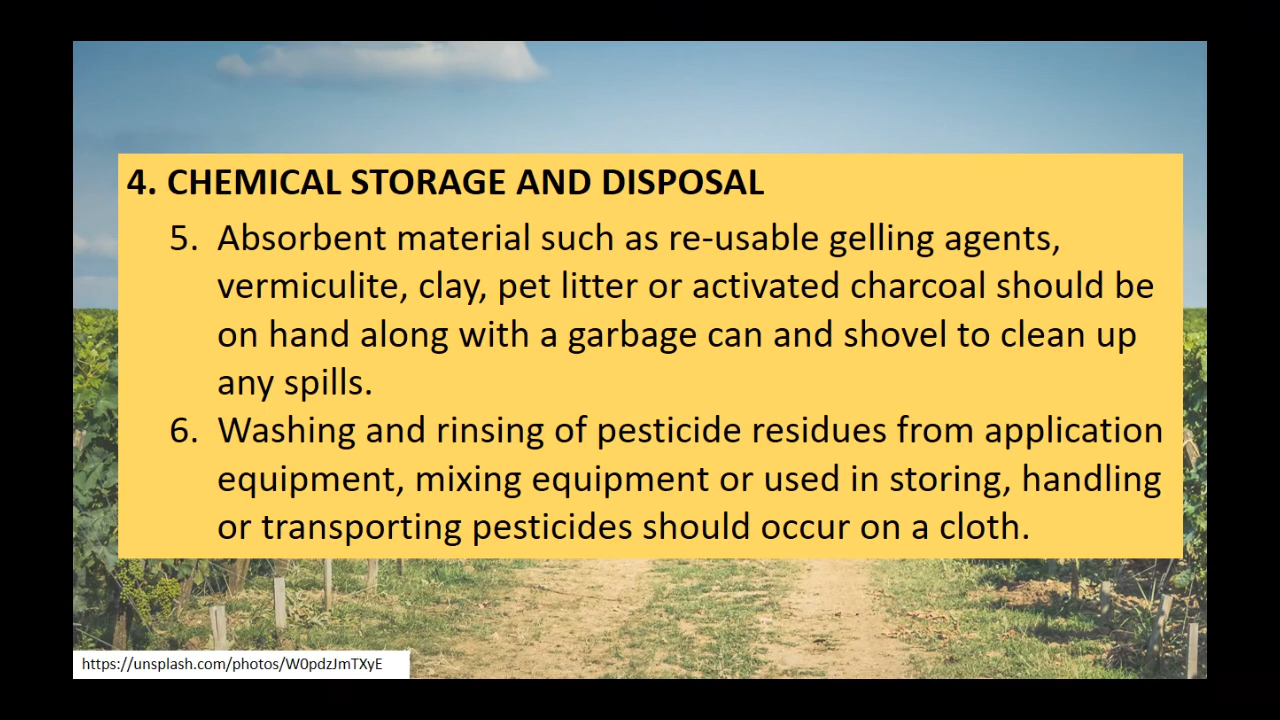 4. CHEMICAL STORAGE AND DISPOSAL
5. Absorbent material such as re-usable gelling agents,
vermiculite, clay, pet litter or activated charcoal should be
on hand along with a garbage can and shovel to clean up
any spills.
6. Washing and rinsing of pesticide residues from application
equipment, mixing equipment or used in storing, handling
or transporting pesticides should occur on a cloth.
https://unsplash.com/photos/W0pdzJmTXyE